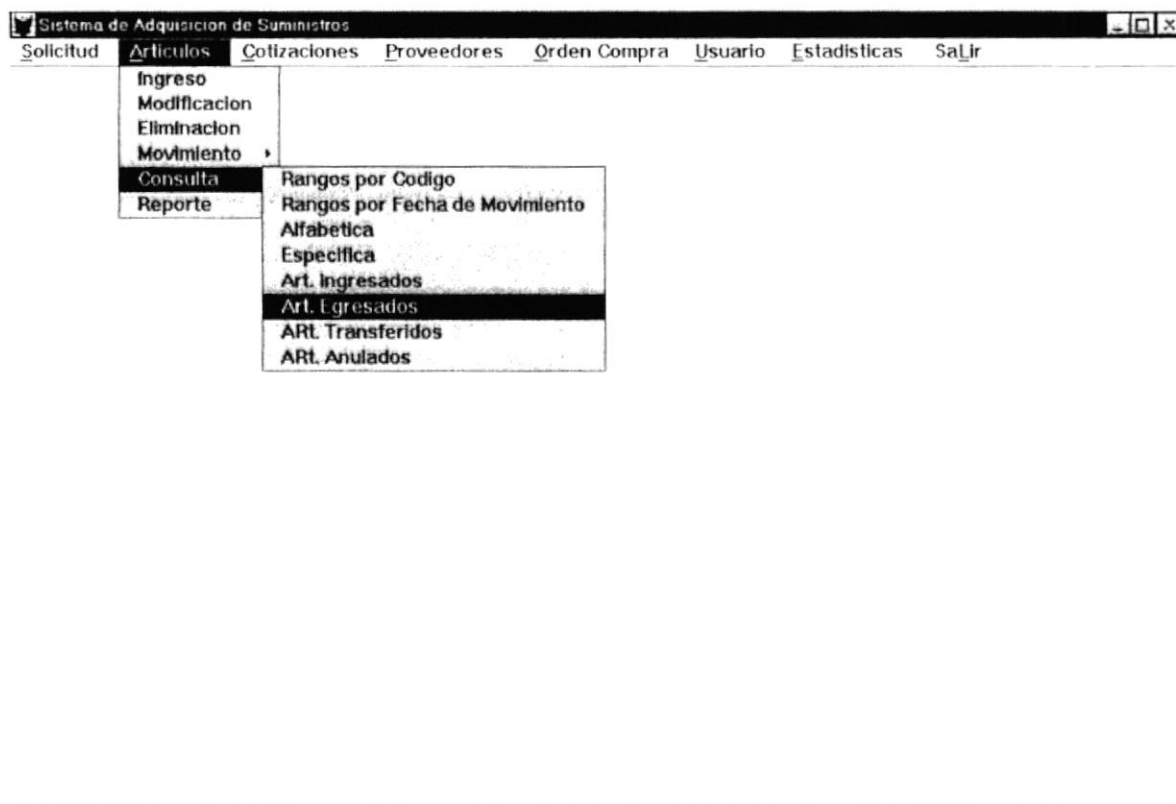 Sistema de Adquisicion de Suministros
Solicitud Articulos Cotizaciones Proveedores Orden Compra Usuario Estadisticas SaLir
Ingreso
Modificacion
Eliminacion
Movimiento
Consulta
Reporte
Rangos por Codigo
Rangos por Fecha de Movimiento
Alfabetica
Especifica
Art. Ingresados
Art. Egresados
ARt. Transferidos
ARt. Anulados